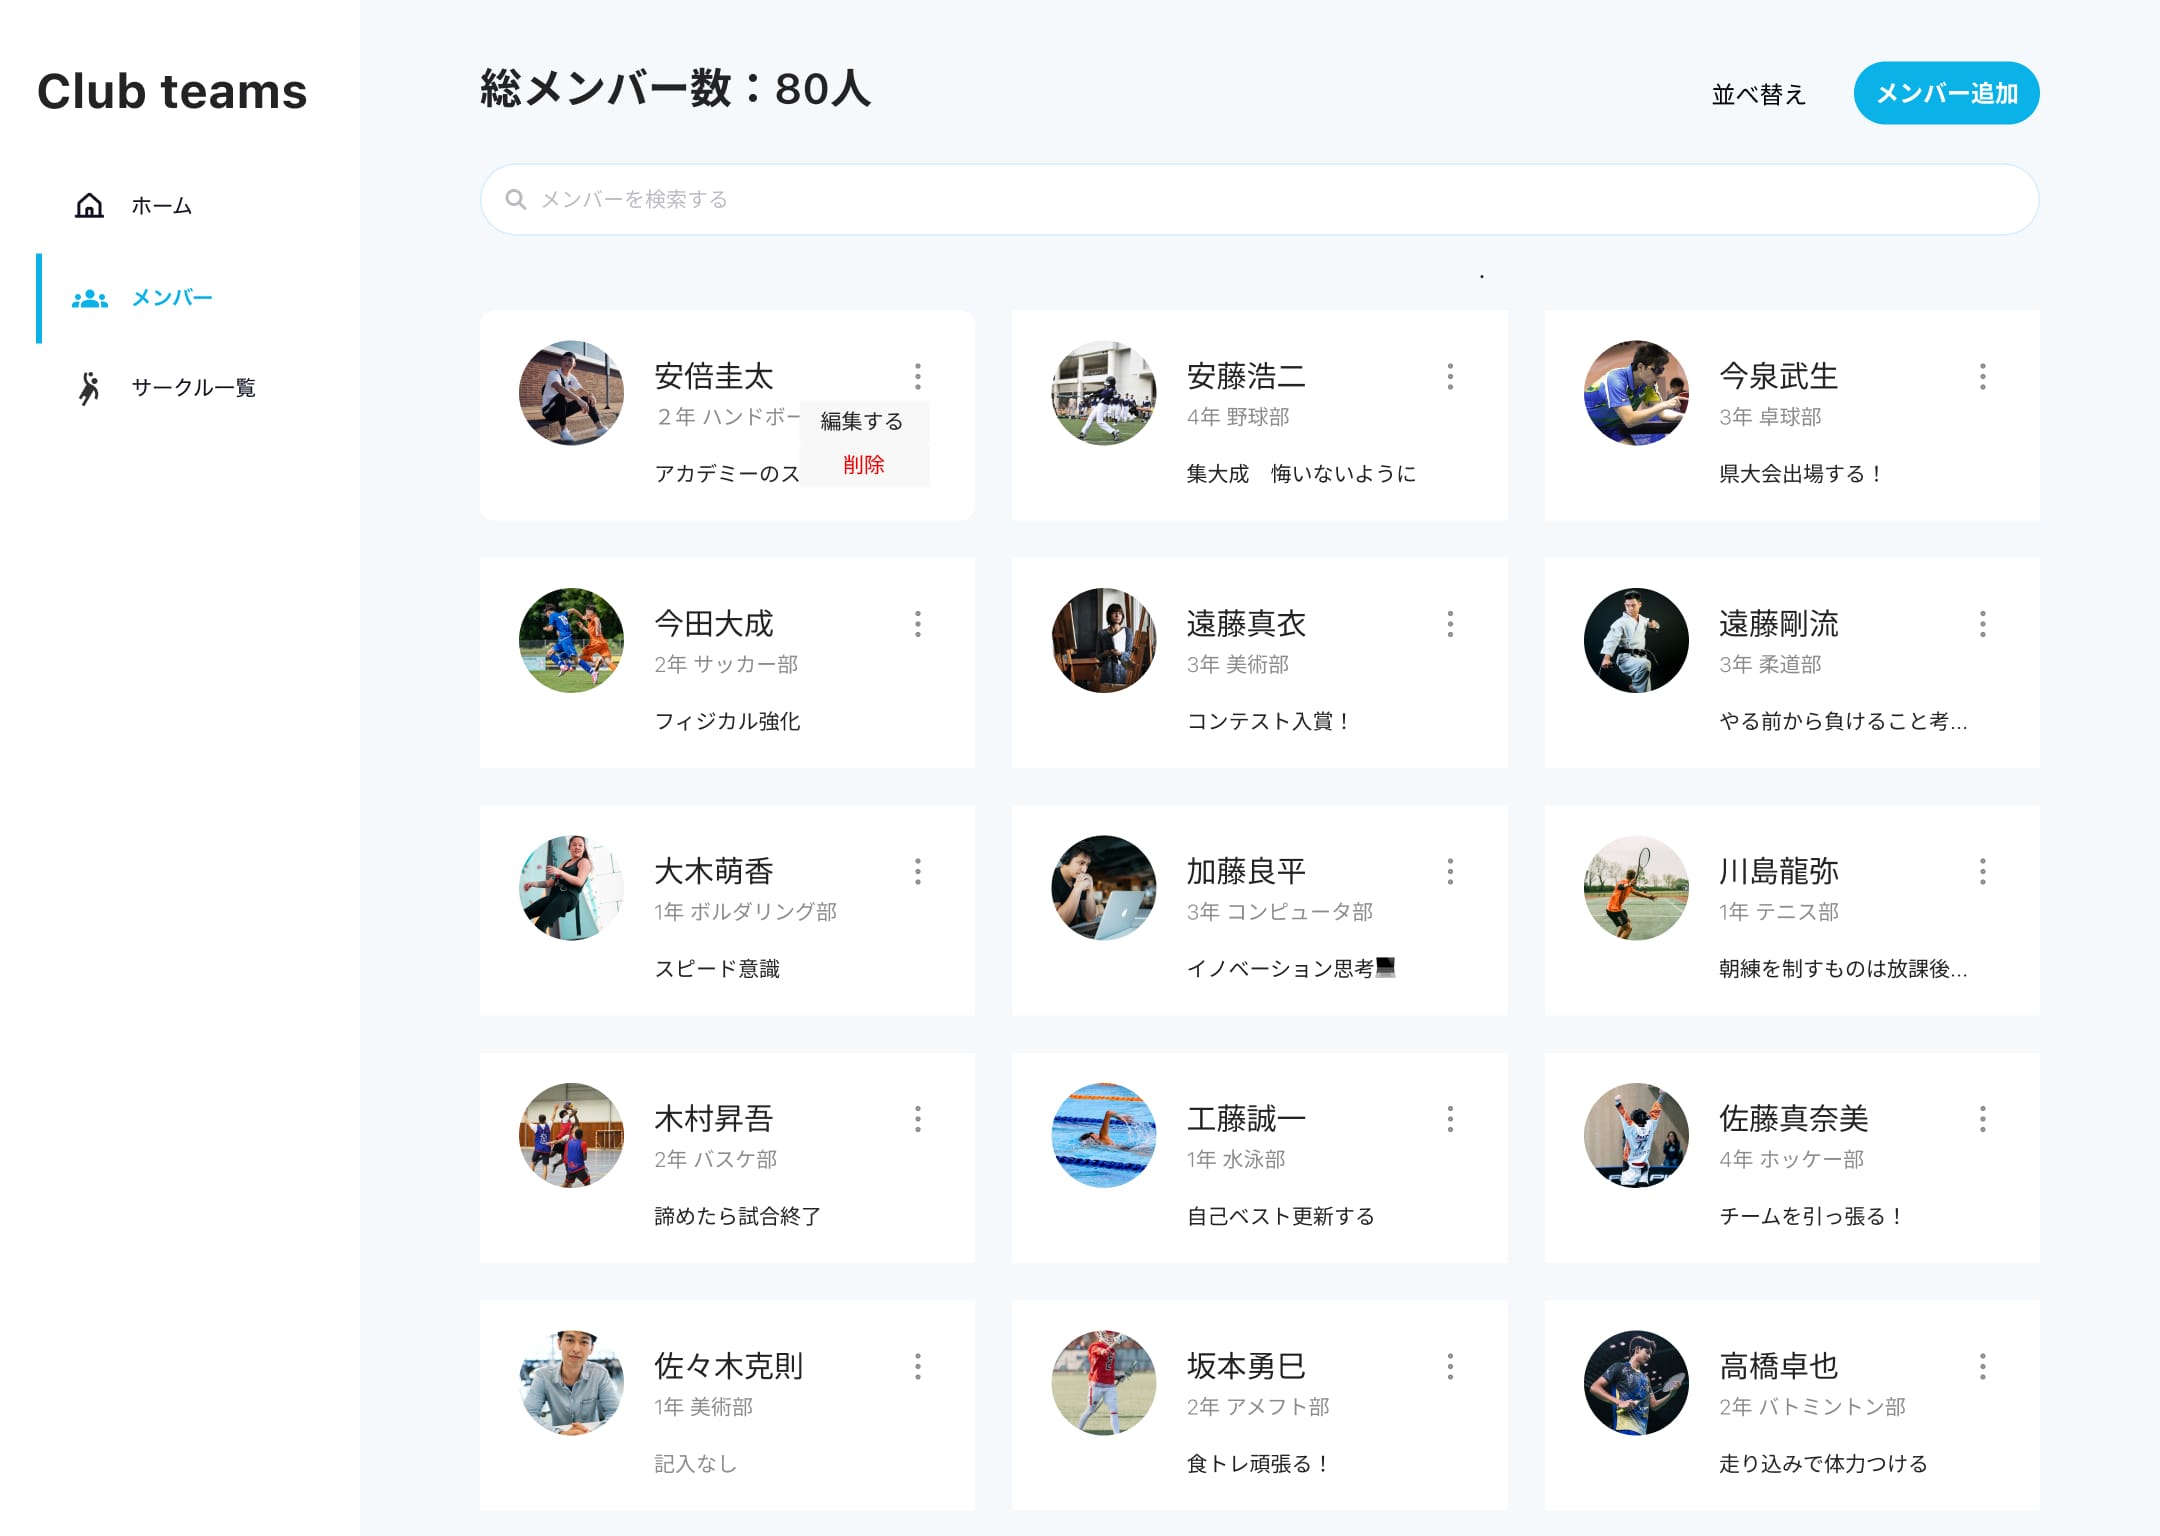 Club teams
ホーム
メンバー
サークル一覧
総メンバー数：80人
並べ替え
メンバー追加
メンバーを検索する
安倍圭太
２年 ハンドボー
編集する
削除
アカデミーのス
安藤浩二
4年 野球部
集大成　悔いないように
今泉武生
3年 卓球部
県大会出場する！
今田大成
2年 サッカー部
フィジカル強化
遠藤真衣
3年 美術部
コンテスト入賞！
遠藤剛流
3年 柔道部
やる前から負けること考...
大木萌香
1年 ボルダリング部
スピード意識
加藤良平
3年 コンピュータ部
イノベーション思考💻
川島龍弥
1年 テニス部
朝練を制すものは放課後...
木村昇吾
2年 バスケ部
諦めたら試合終了
工藤誠一
1年 水泳部
自己ベスト更新する
佐藤真奈美
4年 ホッケー部
チームを引っ張る！
佐々木克則
1年 美術部
記入なし
坂本勇巳
2年 アメフト部
食トレ頑張る！
高橋卓也
2年 バトミントン部
走り込みで体力つける